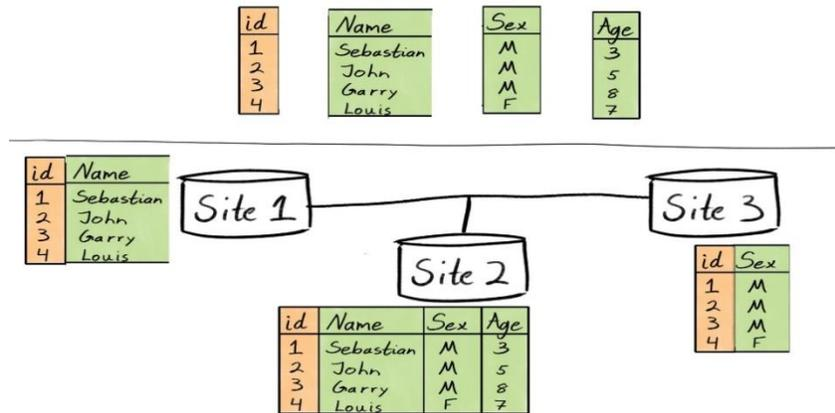 id Name Sex Age
1 Sebastian M 3
2 John M 5
3 Garry M 8
4 Louis F 7
id Name
1 Sebastian
2 John
3 Garry
4 Louis
Site 1
Site 2
Site 3
id Name Sex Age
1 Sebastian M 3
2 John M 5
3 Garry M 8
4 Louis F 7
id Sex
1 M
2 M
3 M
4 F